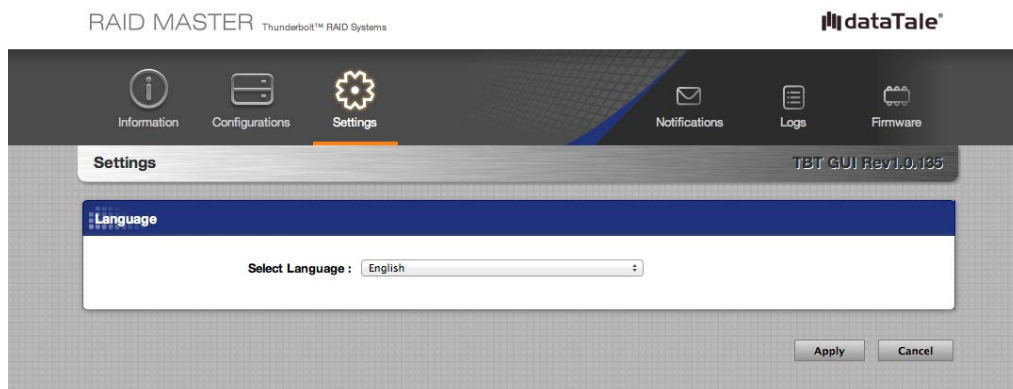 RAID MASTER Thunderbolt™ RAID Systems
dataTale®
Information Configurations Settings Notifications Logs Firmware
Settings TBT GUI Rev1.0.135
Language
Select Language : English
Apply Cancel